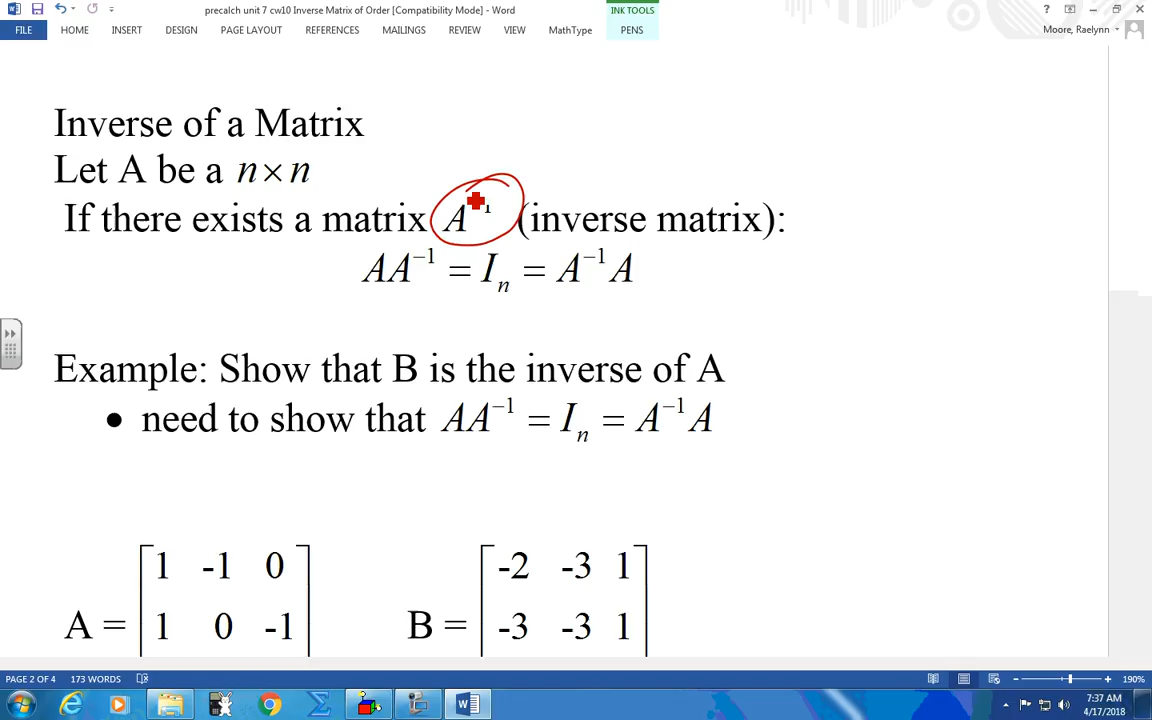 precalch unit 7 cw10 Inverse Matrix of Order [Compatibility Mode] - Word
INK TOOLS
FILE HOME INSERT DESIGN PAGE LAYOUT REFERENCES MAILINGS REVIEW VIEW MathType PENS
Moore, Raelynn
Inverse of a Matrix
Let A be a n×n
If there exists a matrix A⁻¹ (inverse matrix):
AA⁻¹ = Iₙ = A⁻¹A
Example: Show that B is the inverse of A
• need to show that AA⁻¹ = Iₙ = A⁻¹A
1 -1 0 -2 -3 1
A = 1 0 -1 B = -3 -3 1
PAGE 2 OF 4 173 WORDS 190%
7:37 AM
4/17/2018